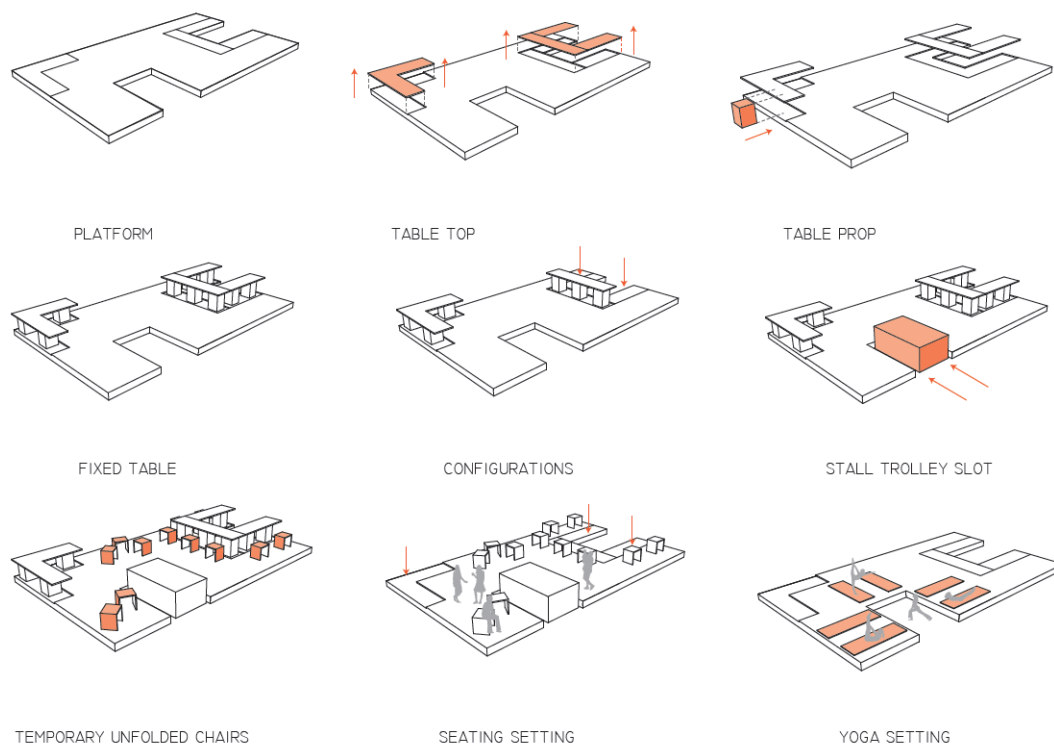 PLATFORM
TABLE TOP
TABLE PROP
FIXED TABLE
CONFIGURATIONS
STALL TROLLEY SLOT
TEMPORARY UNFOLDED CHAIRS
SEATING SETTING
YOGA SETTING